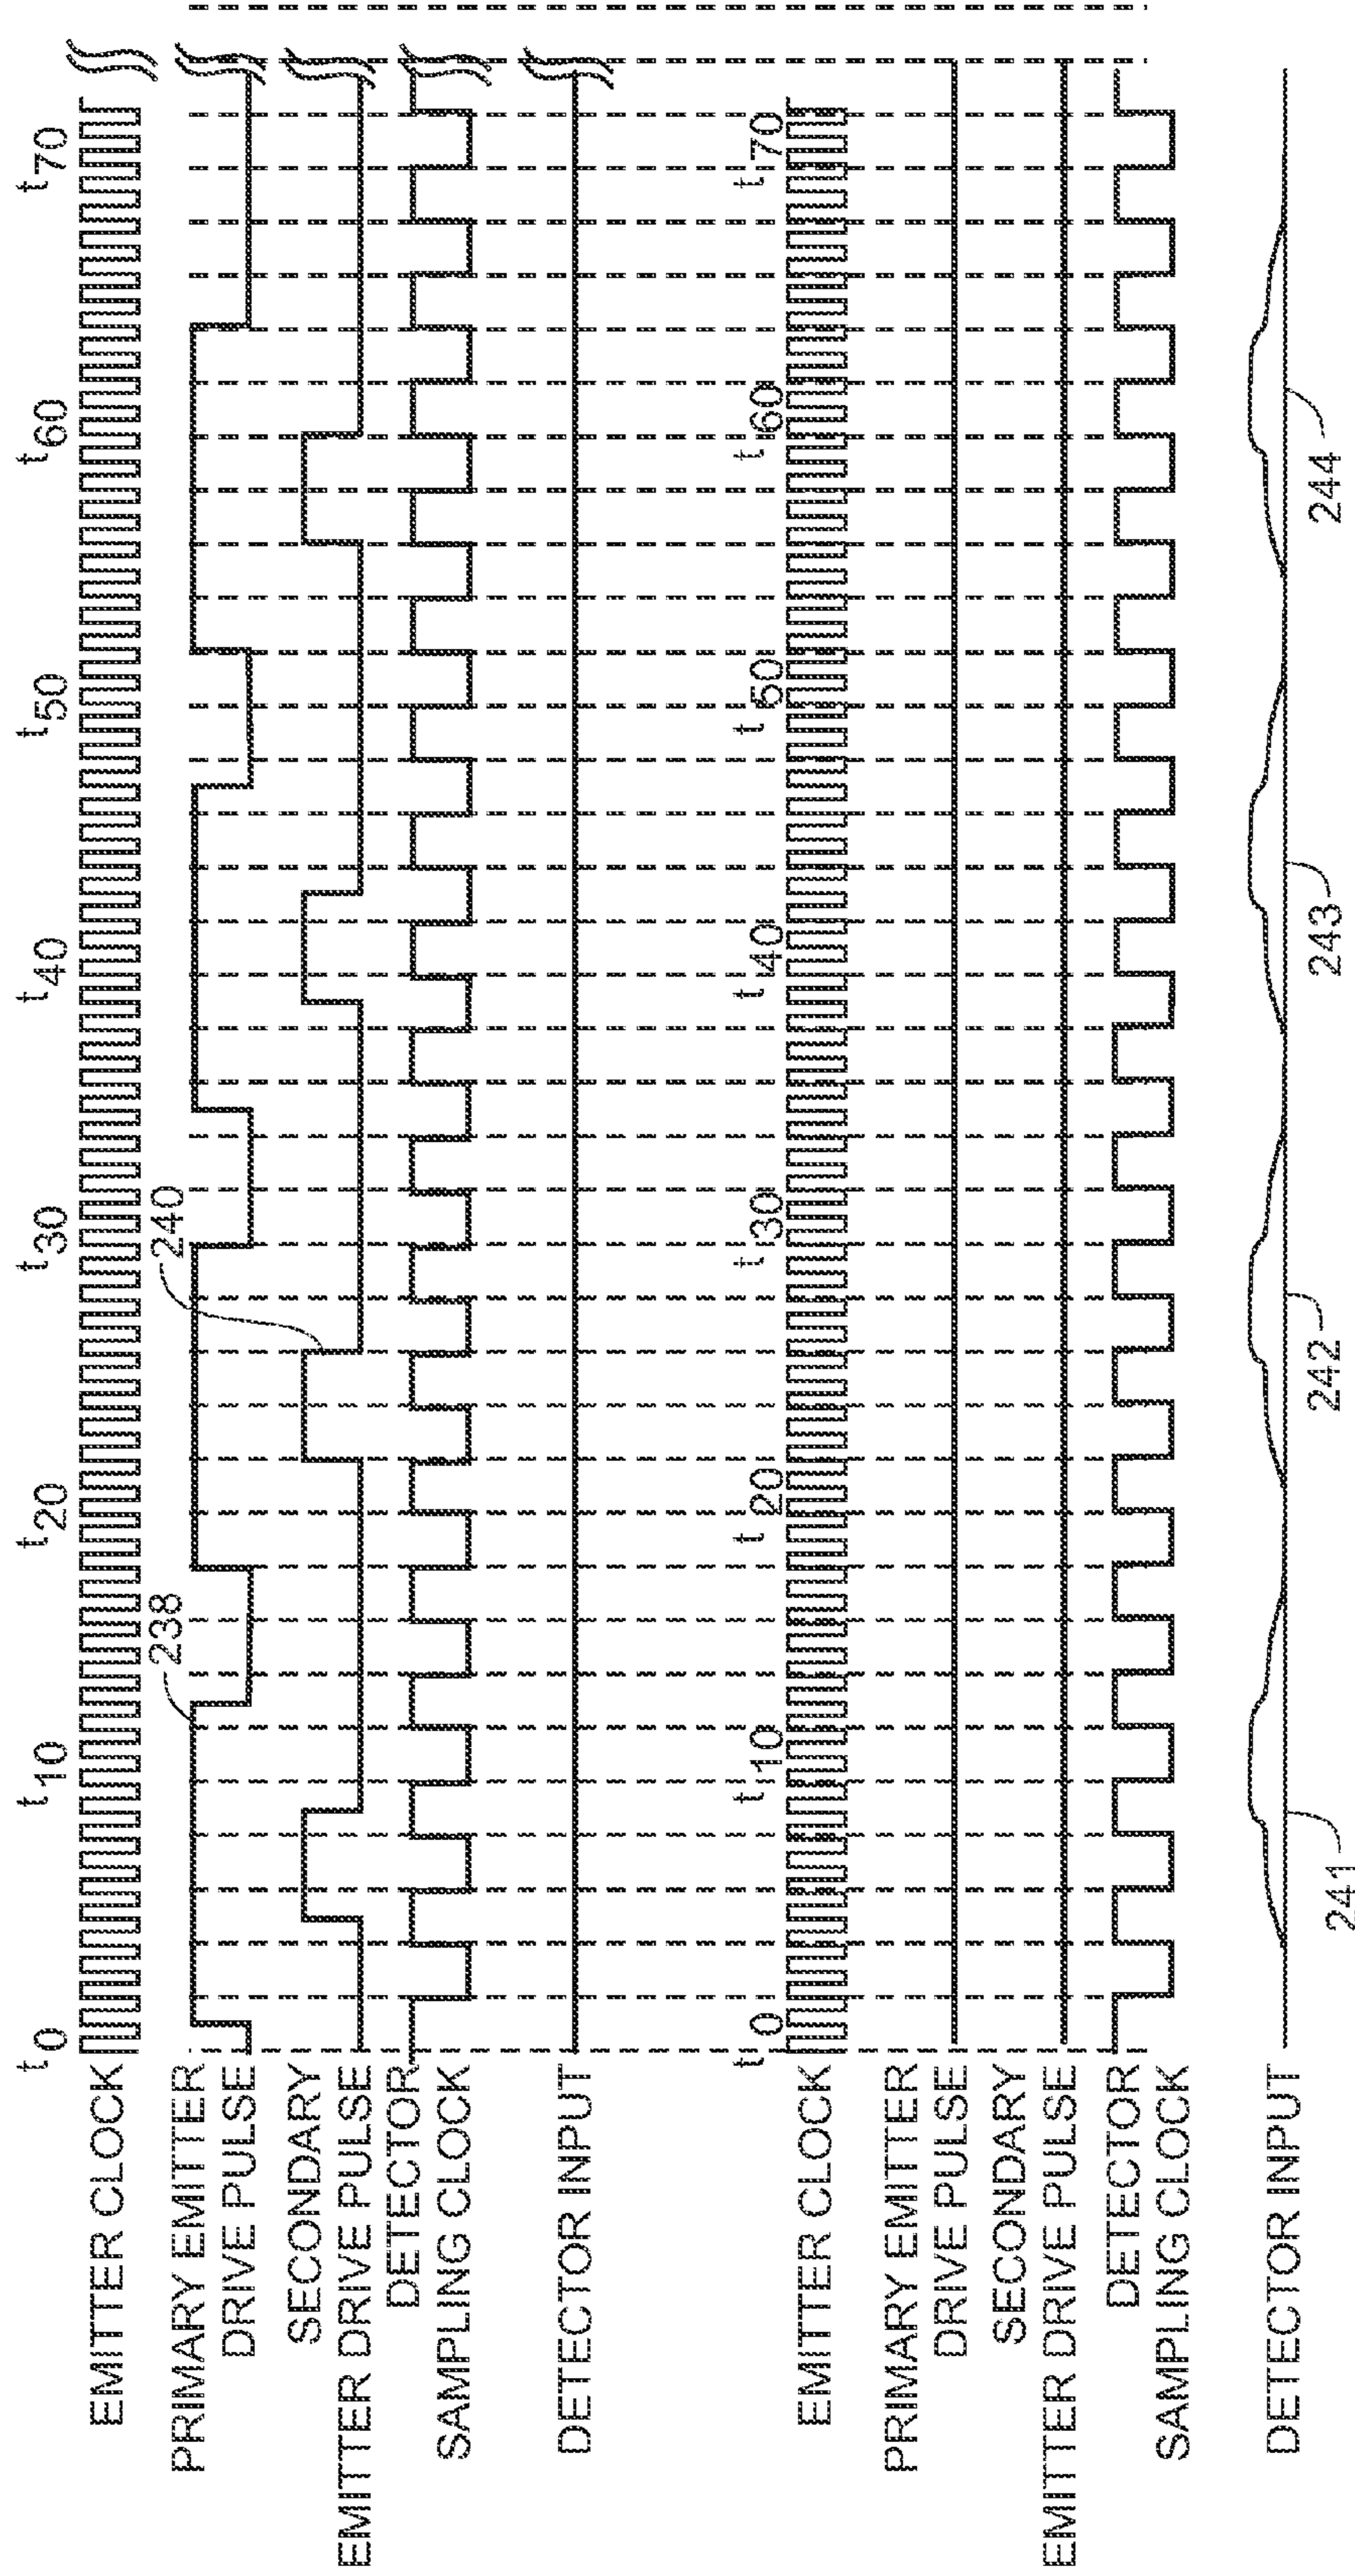 t0 t10 t20 t30 t40 t50 t60 t70
EMITTER CLOCK
238
240
PRIMARY EMITTER
DRIVE PULSE
SECONDARY
EMITTER DRIVE PULSE
DETECTOR
SAMPLING CLOCK
DETECTOR INPUT
t0 t10 t20 t30 t40 t50 t60 t70
EMITTER CLOCK
PRIMARY EMITTER
DRIVE PULSE
SECONDARY
EMITTER DRIVE PULSE
DETECTOR
SAMPLING CLOCK
DETECTOR INPUT
241 242 243 244